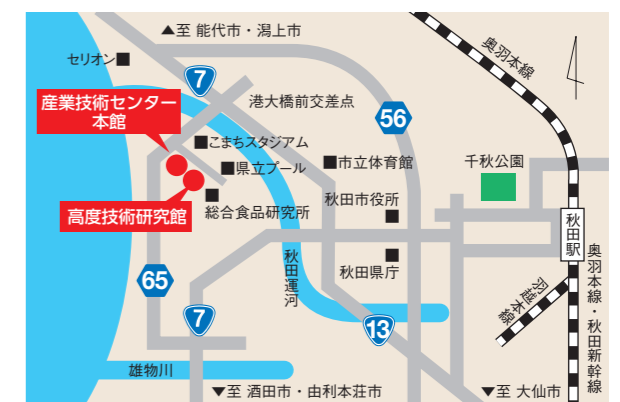 ▲至 能代市・潟上市
セリオン■
7
奥羽本線
産業技術センター
本館
港大橋前交差点
56
■こまちスタジアム
■県立プール
■市立体育館
千秋公園
高度技術研究館
■
総合食品研究所
秋田市役所
■
秋田駅
秋田運河
■
秋田県庁
65
7
13
羽越本線
奥羽本線・秋田新幹線
雄物川
▼至 酒田市・由利本荘市
▼至 大仙市